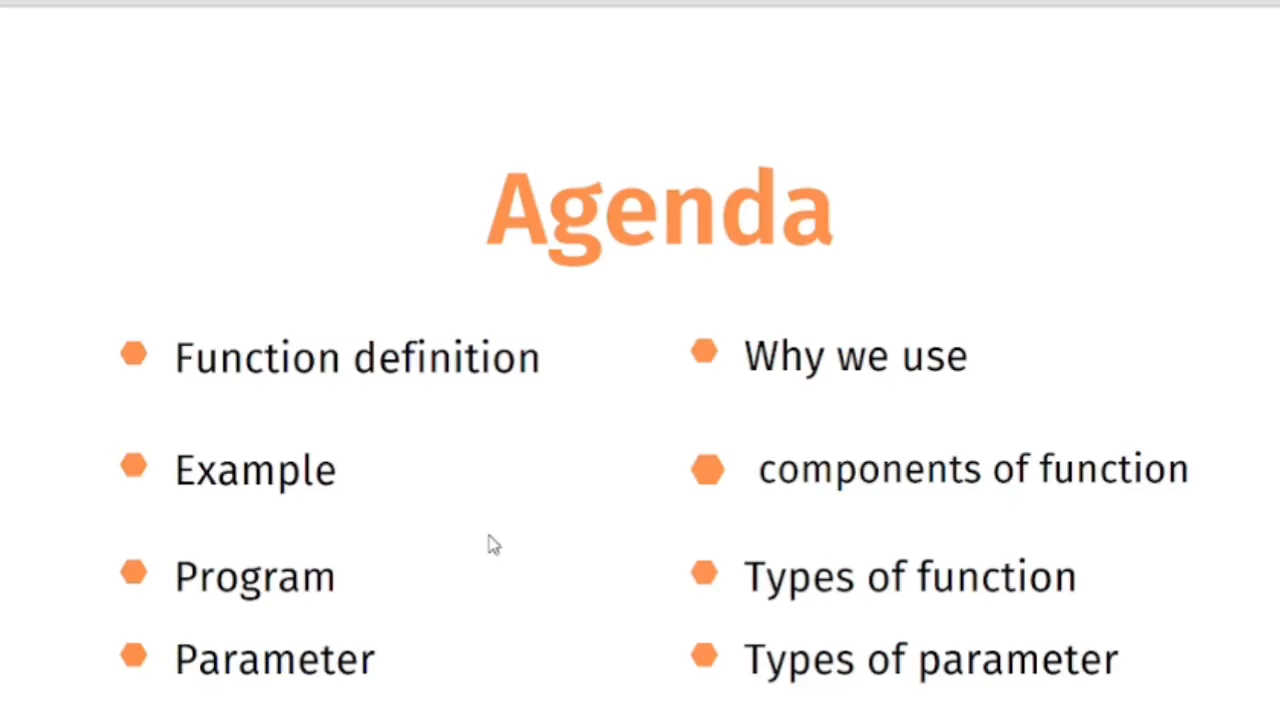 Agenda
Function definition
Why we use
Example
components of function
Program
Types of function
Parameter
Types of parameter